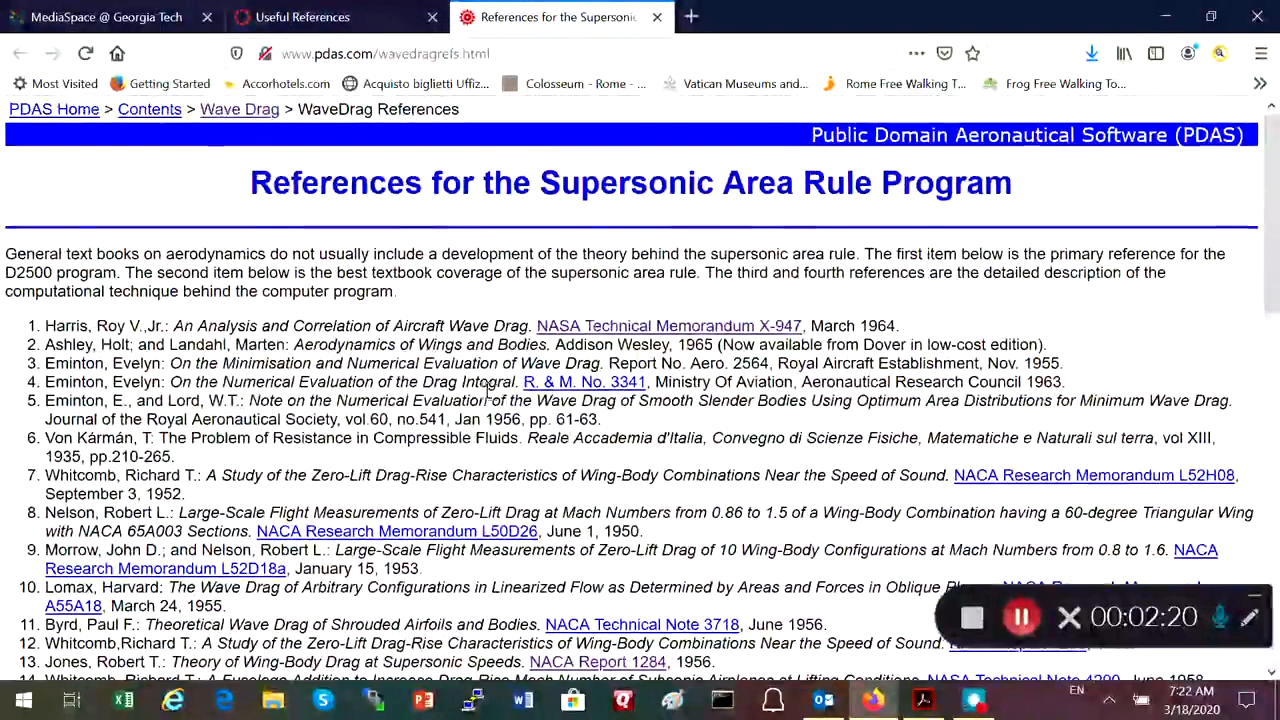 MediaSpace @ Georgia Tech
Useful References
References for the Supersonic
www.pdas.com/wavedragrefs.html
Most Visited
Getting Started
Accorhotels.com
Acquisto biglietti Uffiz...
Colosseum - Rome - ...
Vatican Museums and...
Rome Free Walking T...
Frog Free Walking To...
PDAS Home > Contents > Wave Drag > WaveDrag References
Public Domain Aeronautical Software (PDAS)
References for the Supersonic Area Rule Program
General text books on aerodynamics do not usually include a development of the theory behind the supersonic area rule. The first item below is the primary reference for the
D2500 program. The second item below is the best textbook coverage of the supersonic area rule. The third and fourth references are the detailed description of the
computational technique behind the computer program.
1. Harris, Roy V.,Jr.: An Analysis and Correlation of Aircraft Wave Drag. NASA Technical Memorandum X-947, March 1964.
2. Ashley, Holt; and Landahl, Marten: Aerodynamics of Wings and Bodies, Addison Wesley, 1965 (Now available from Dover in low-cost edition).
3. Eminton, Evelyn: On the Minimisation and Numerical Evaluation of Wave Drag. Report No. Aero. 2564, Royal Aircraft Establishment, Nov. 1955.
4. Eminton, Evelyn: On the Numerical Evaluation of the Drag Integral. R. & M. No. 3341, Ministry Of Aviation, Aeronautical Research Council 1963.
5. Eminton, E., and Lord, W.T.: Note on the Numerical Evaluation of the Wave Drag of Smooth Slender Bodies Using Optimum Area Distributions for Minimum Wave Drag.
Journal of the Royal Aeronautical Society, vol.60, no.541, Jan 1956, pp. 61-63.
6. Von Kármán, T: The Problem of Resistance in Compressible Fluids. Reale Accademia d'Italia, Convegno di Scienze Fisiche, Matematiche e Naturali sul terra, vol XIII,
1935, pp.210-265.
7. Whitcomb, Richard T.: A Study of the Zero-Lift Drag-Rise Characteristics of Wing-Body Combinations Near the Speed of Sound. NACA Research Memorandum L52H08,
September 3, 1952.
8. Nelson, Robert L.: Large-Scale Flight Measurements of Zero-Lift Drag at Mach Numbers from 0.86 to 1.5 of a Wing-Body Combination having a 60-degree Triangular Wing
with NACA 65A003 Sections. NACA Research Memorandum L50D26, June 1, 1950.
9. Morrow, John D.; and Nelson, Robert L.: Large-Scale Flight Measurements of Zero-Lift Drag of 10 Wing-Body Configurations at Mach Numbers from 0.8 to 1.6. NACA
Research Memorandum L52D18a, January 15, 1953.
10. Lomax, Harvard: The Wave Drag of Arbitrary Configurations in Linearized Flow as Determined by Areas and Forces in Oblique
A55A18, March 24, 1955.
11. Byrd, Paul F.: Theoretical Wave Drag of Shrouded Airfoils and Bodies. NACA Technical Note 3718, June 1956.
12. Whitcomb,Richard T.: A Study of the Zero-Lift Drag-Rise Characteristics of Wing-Body Combinations Near the Speed of Sound.
13. Jones, Robert T.: Theory of Wing-Body Drag at Supersonic Speeds. NACA Report 1284, 1956.
00:02:20
EN
7:22 AM
3/18/2020